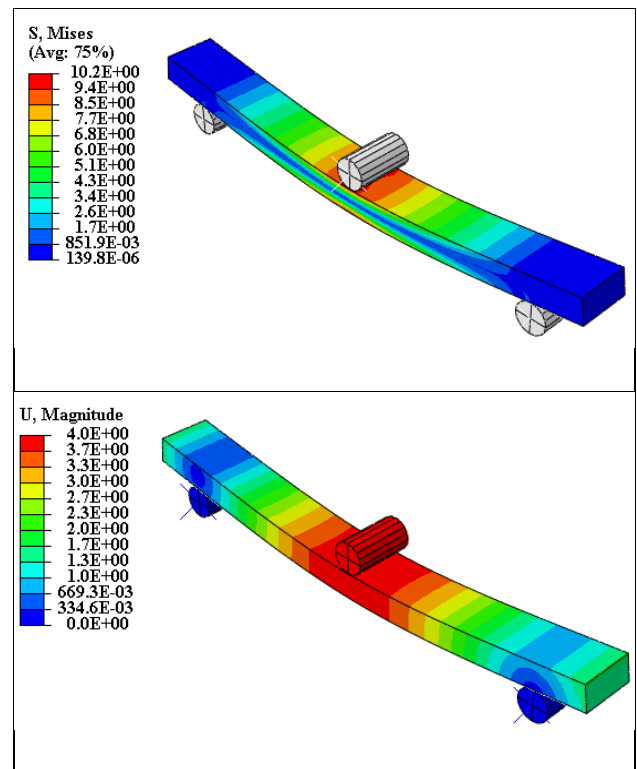 S, Mises
(Avg: 75%)
10.2E+00
9.4E+00
8.5E+00
7.7E+00
6.8E+00
6.0E+00
5.1E+00
4.3E+00
3.4E+00
2.6E+00
1.7E+00
851.9E-03
139.8E-06
U, Magnitude
4.0E+00
3.7E+00
3.3E+00
3.0E+00
2.7E+00
2.3E+00
2.0E+00
1.7E+00
1.3E+00
1.0E+00
669.3E-03
334.6E-03
0.0E+00